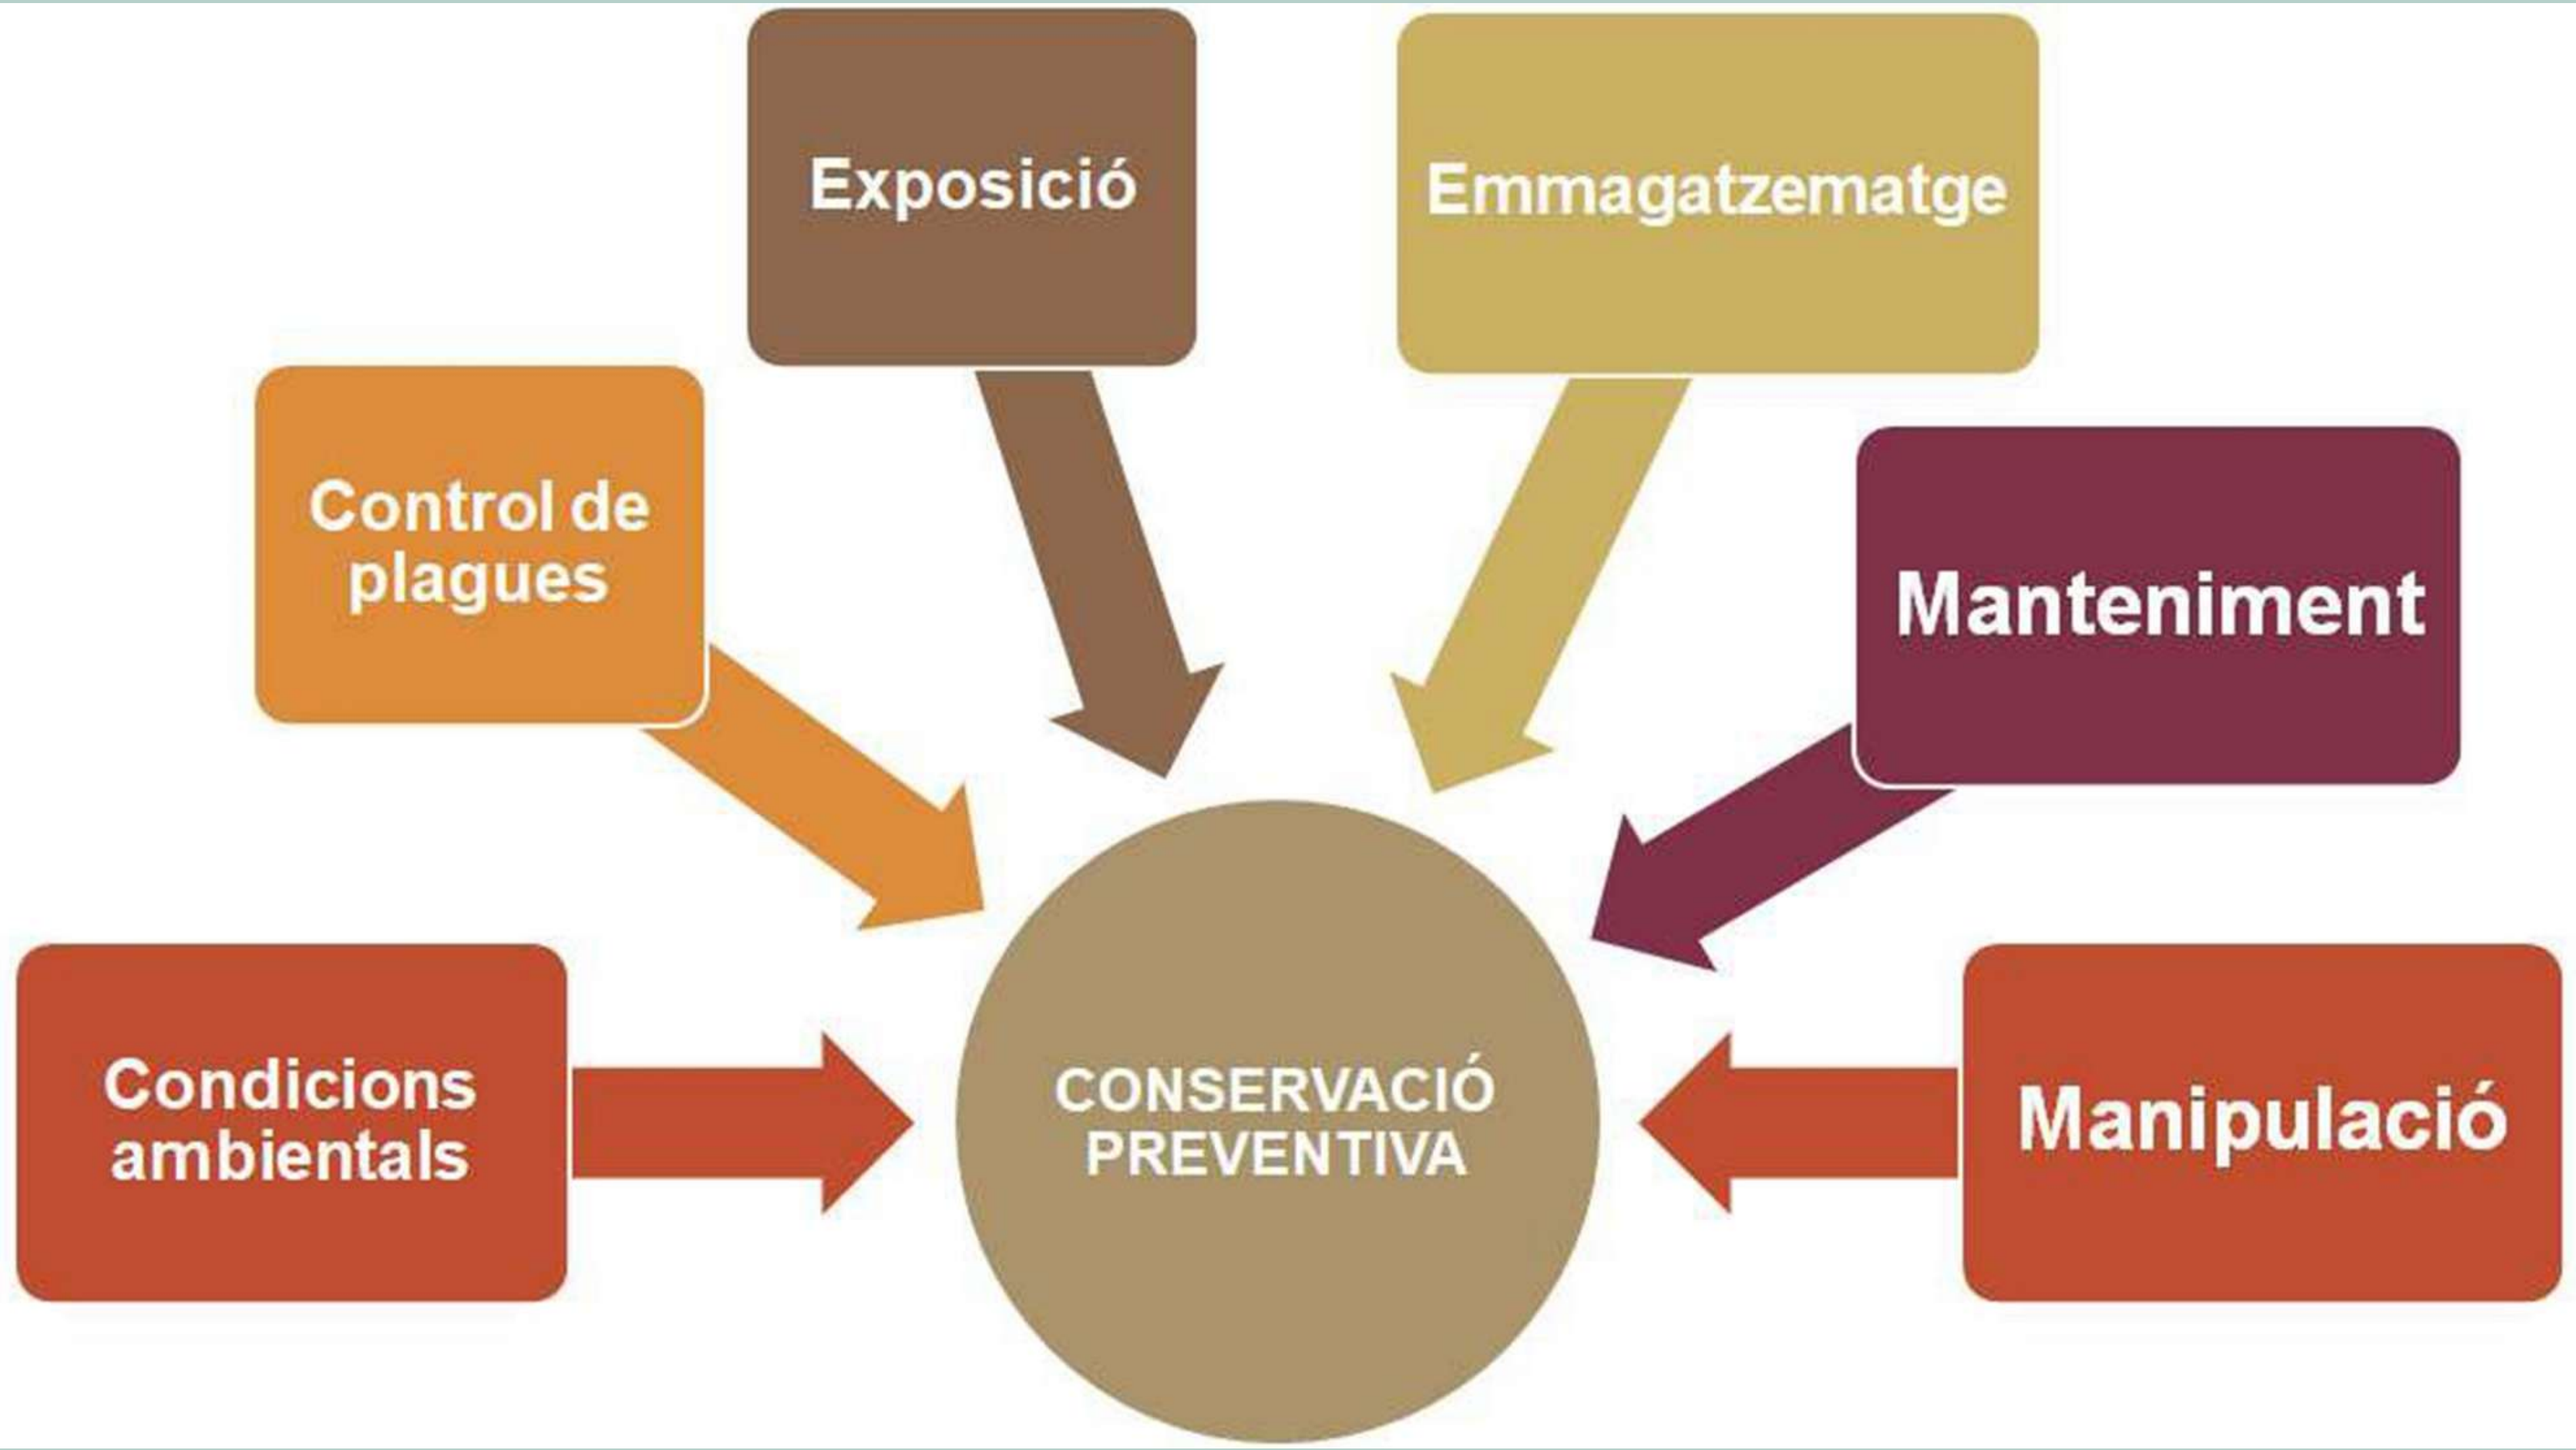 Exposició
Emmagatzematge
Control de
plagues
Manteniment
Condicions
ambientals
CONSERVACIÓ
PREVENTIVA
Manipulació